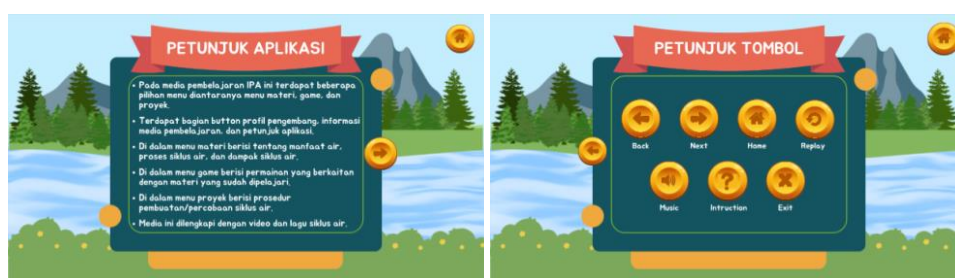 PETUNJUK APLIKASI
• Pada media pembelajaran IPA ini terdapat beberapa
pilihan menu diantaranya menu materi, game, dan
proyek.
• Terdapat bagian button profil pengembang, informasi
media pembelajaran, dan petunjuk aplikasi.
• Di dalam menu materi berisi tentang manfaat air,
proses siklus air, dan dampak siklus air.
• Di dalam menu game berisi permainan yang berkaitan
dengan materi yang sudah dipelajari.
• Di dalam menu proyek berisi prosedur
pembuatan/percobaan siklus air.
• Media ini dilengkapi dengan video dan lagu siklus air.
PETUNJUK TOMBOL
Back Next Home Replay
Music Intruction Exit